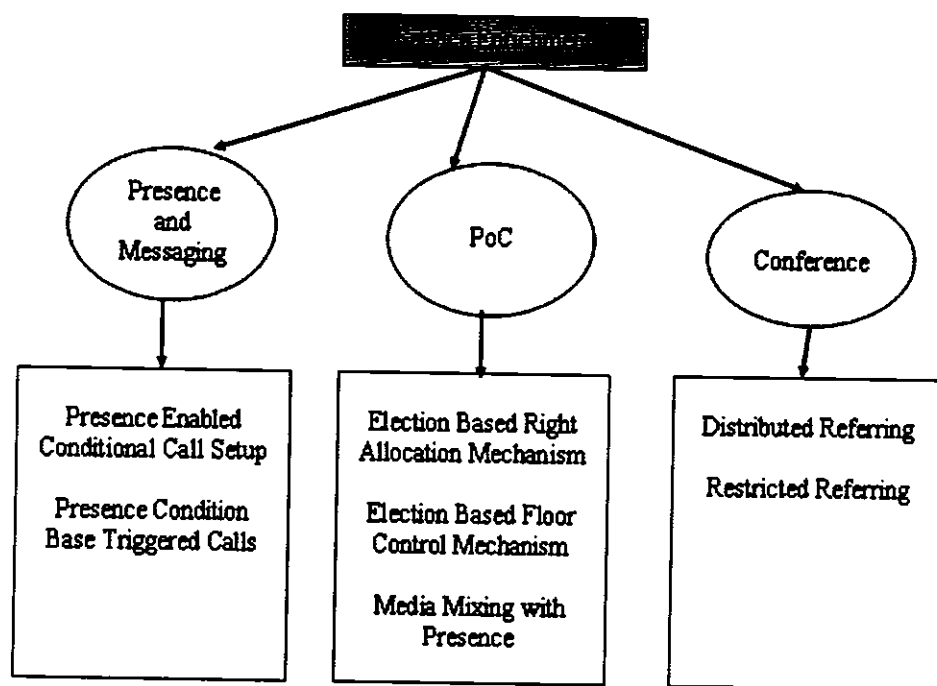 Presence
and
Messaging
PoC
Conference
Presence Enabled
Conditional Call Setup
Presence Condition
Base Triggered Calls
Election Based Right
Allocation Mechanism
Election Based Floor
Control Mechanism
Media Mixing with
Presence
Distributed Referring
Restricted Referring